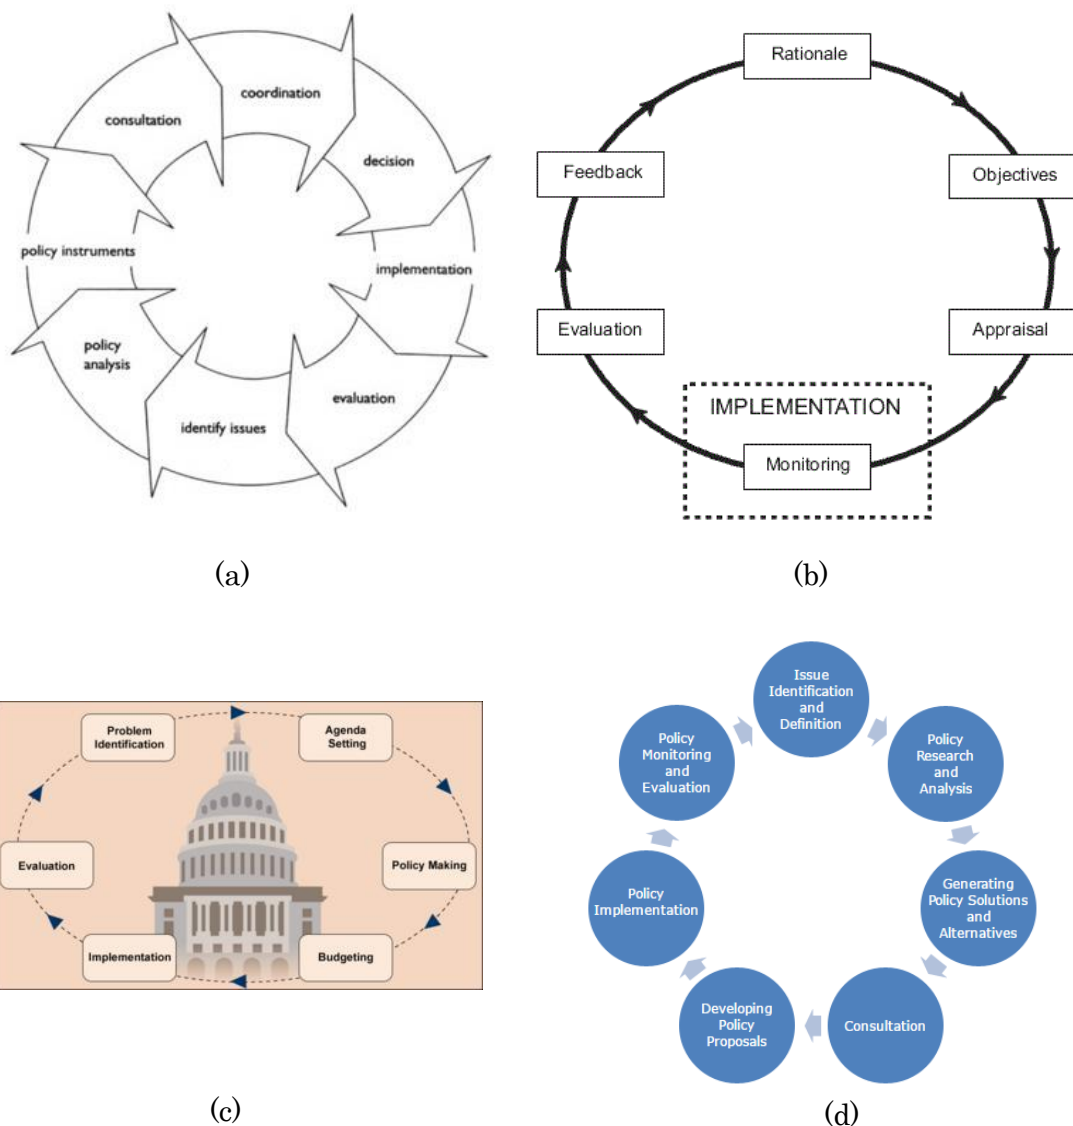 coordination
consultation
decision
policy instruments
implementation
policy
analysis
evaluation
identify issues
(a)
Rationale
Feedback
Objectives
Evaluation
Appraisal
IMPLEMENTATION
Monitoring
(b)
Problem
Identification
Agenda
Setting
Evaluation
Policy Making
Implementation
Budgeting
(c)
Issue
Identification
and
Definition
Policy
Monitoring
and
Evaluation
Policy
Research
and
Analysis
Policy
Implementation
Generating
Policy Solutions
and
Alternatives
Developing
Policy
Proposals
Consultation
(d)